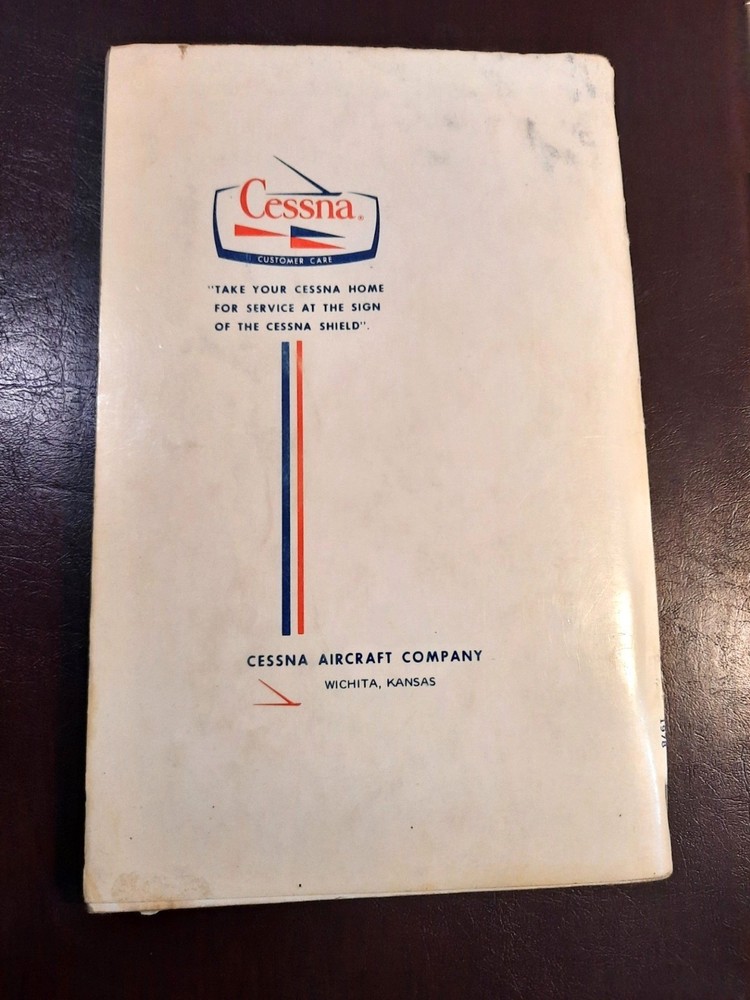 Cessna®
CUSTOMER CARE
"TAKE YOUR CESSNA HOME
FOR SERVICE AT THE SIGN
OF THE CESSNA SHIELD".
CESSNA AIRCRAFT COMPANY
WICHITA, KANSAS
1978